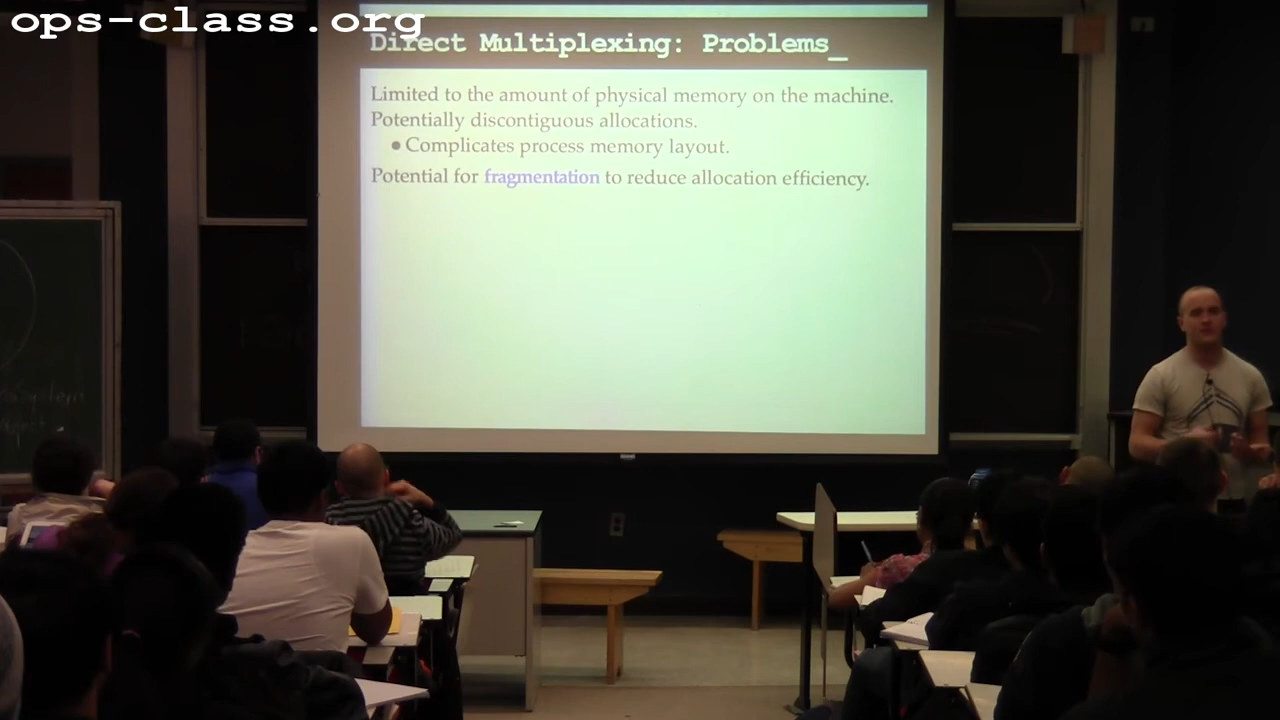 ops-class.org
Direct Multiplexing: Problems_
Limited to the amount of physical memory on the machine.
Potentially discontiguous allocations.
• Complicates process memory layout.
Potential for fragmentation to reduce allocation efficiency.